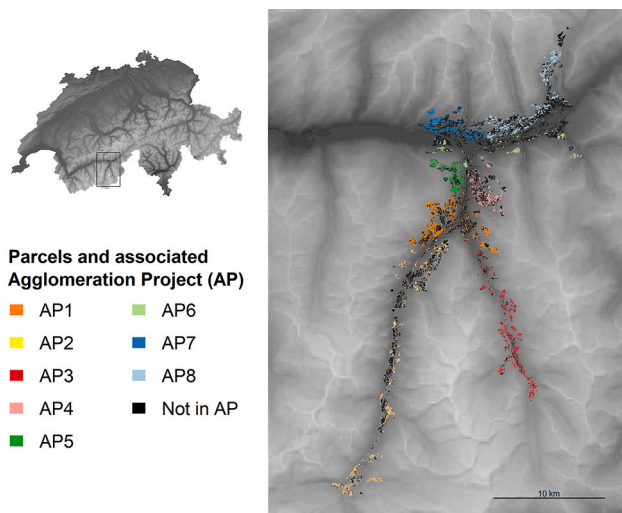 Parcels and associated
Agglomeration Project (AP)
AP1
AP2
AP3
AP4
AP5
AP6
AP7
AP8
Not in AP
10 km